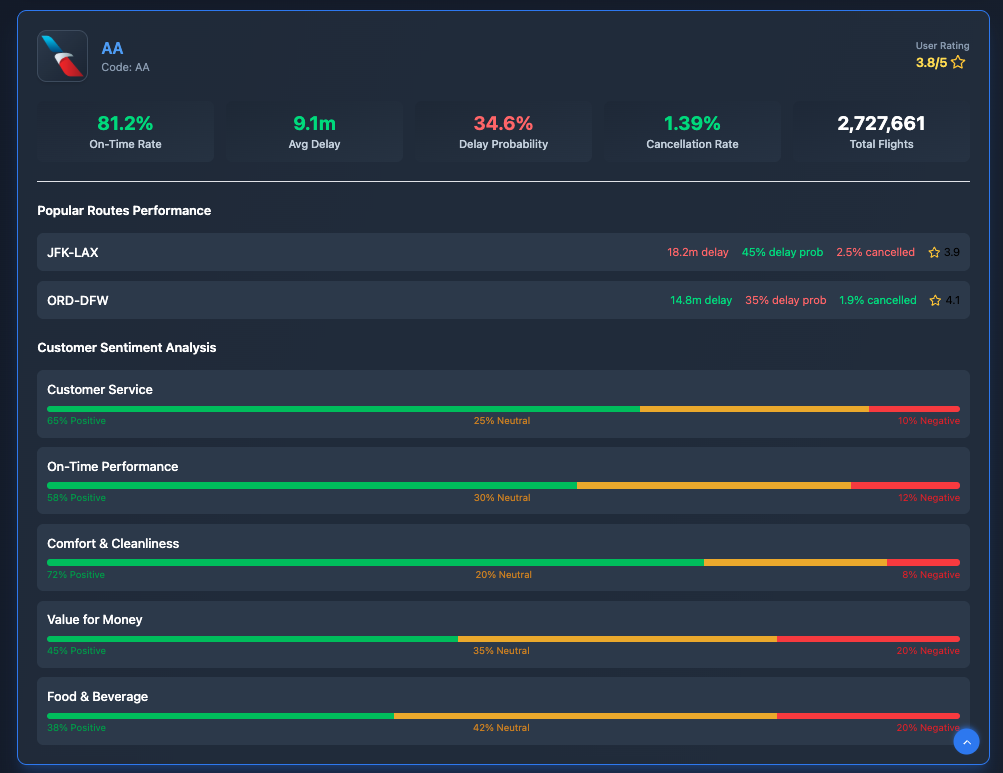 AA
Code: AA
User Rating
3.8/5
81.2%
On-Time Rate
9.1m
Avg Delay
34.6%
Delay Probability
1.39%
Cancellation Rate
2,727,661
Total Flights
Popular Routes Performance
JFK-LAX 18.2m delay 45% delay prob 2.5% cancelled 3.9
ORD-DFW 14.8m delay 35% delay prob 1.9% cancelled 4.1
Customer Sentiment Analysis
Customer Service
65% Positive 25% Neutral 10% Negative
On-Time Performance
58% Positive 30% Neutral 12% Negative
Comfort & Cleanliness
72% Positive 20% Neutral 8% Negative
Value for Money
45% Positive 35% Neutral 20% Negative
Food & Beverage
38% Positive 42% Neutral 20% Negative